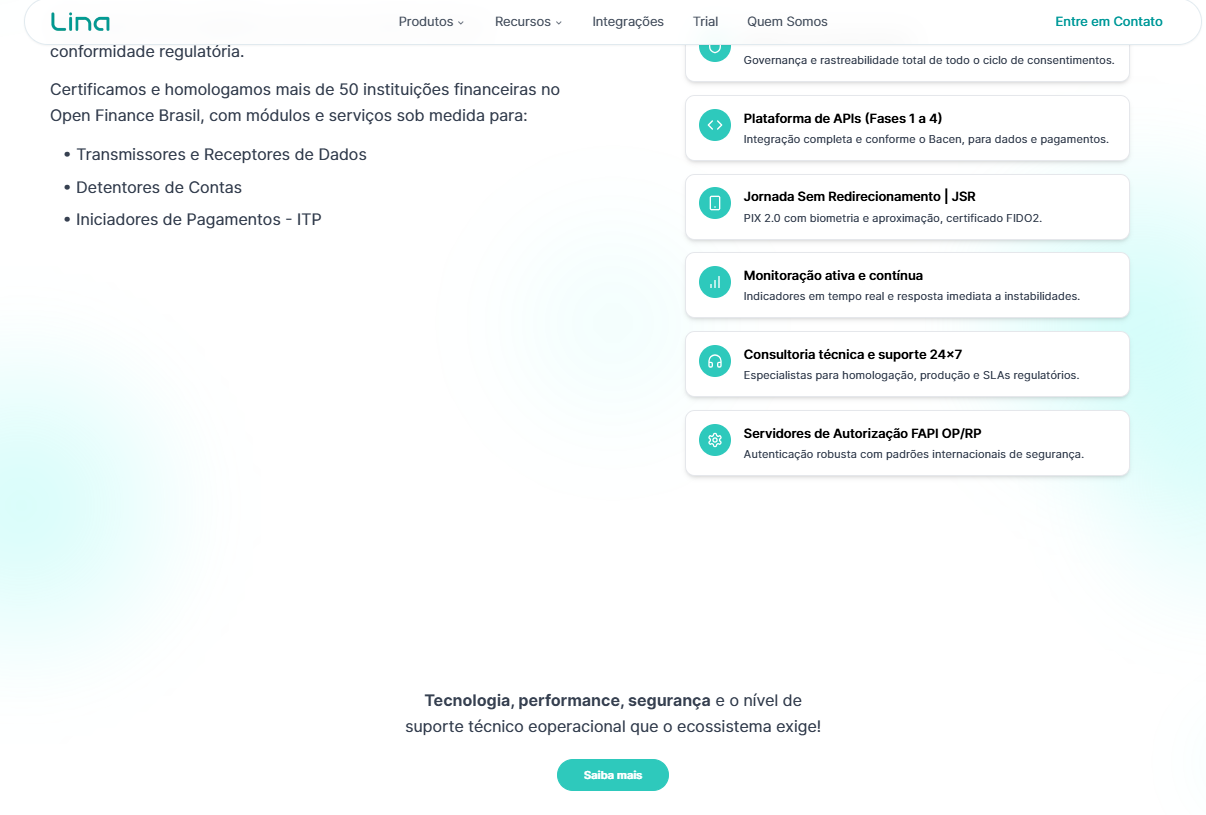 Lina
Produtos
Recursos
Integrações
Trial
Quem Somos
Entre em Contato
conformidade regulatória.
Certificamos e homologamos mais de 50 instituições financeiras no
Open Finance Brasil, com módulos e serviços sob medida para:
• Transmissores e Receptores de Dados
• Detentores de Contas
• Iniciadores de Pagamentos - ITP
Governança e rastreabilidade total de todo o ciclo de consentimentos.
Plataforma de APIs (Fases 1 a 4)
Integração completa e conforme o Bacen, para dados e pagamentos.
Jornada Sem Redirecionamento | JSR
PIX 2.0 com biometria e aproximação, certificado FIDO2.
Monitoração ativa e contínua
Indicadores em tempo real e resposta imediata a instabilidades.
Consultoria técnica e suporte 24×7
Especialistas para homologação, produção e SLAs regulatórios.
Servidores de Autorização FAPI OP/RP
Autenticação robusta com padrões internacionais de segurança.
Tecnologia, performance, segurança e o nível de
suporte técnico eoperacional que o ecossistema exige!
Saiba mais